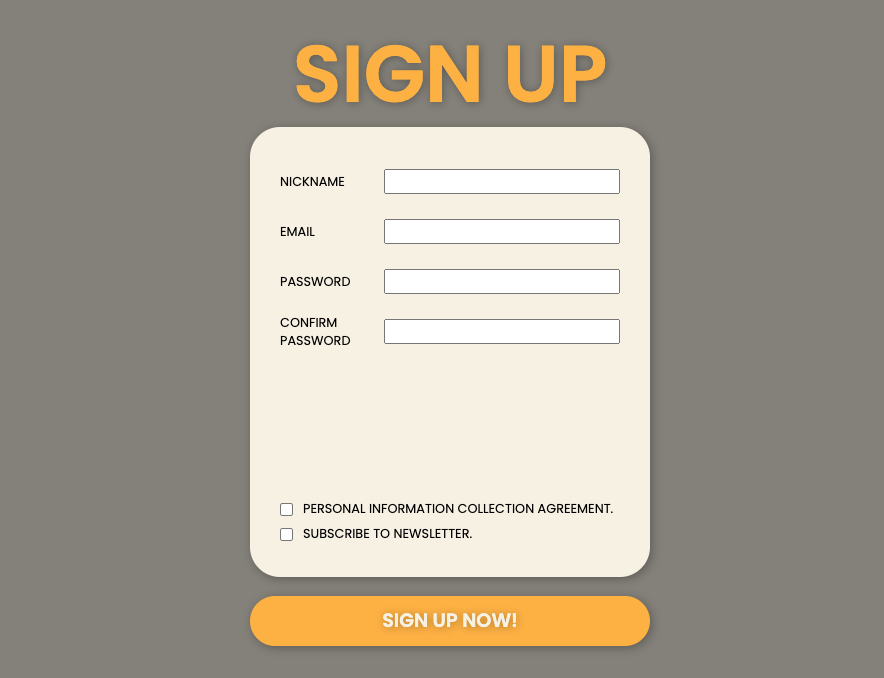 SIGN UP
NICKNAME
EMAIL
PASSWORD
CONFIRM
PASSWORD
PERSONAL INFORMATION COLLECTION AGREEMENT.
SUBSCRIBE TO NEWSLETTER.
SIGN UP NOW!